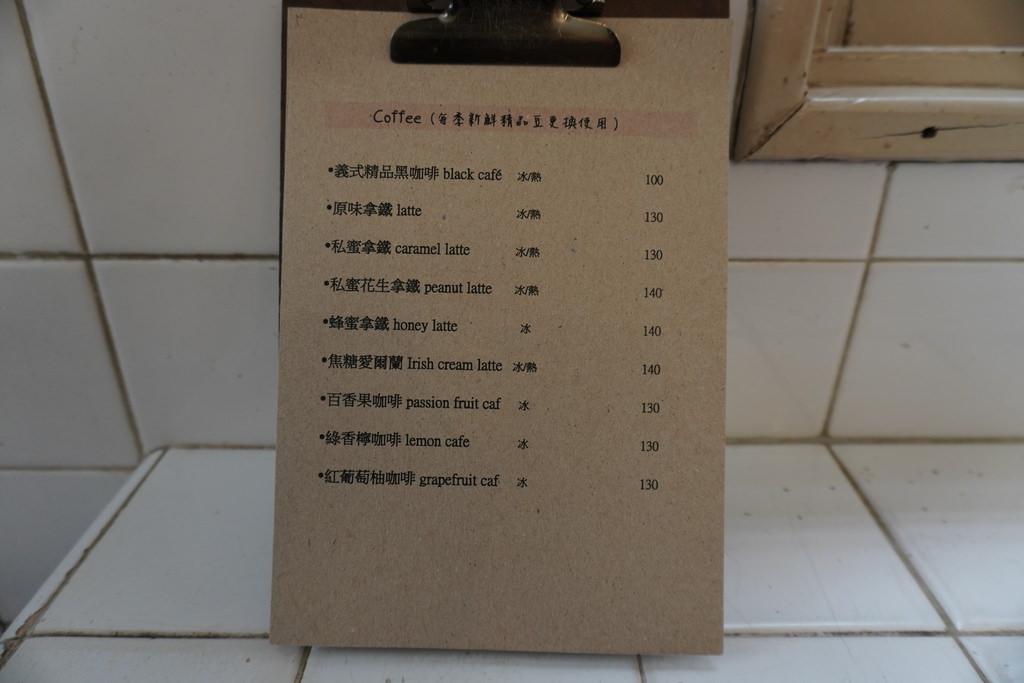 Coffee (每季新鮮精品豆更換使用)
•義式精品黑咖啡 black café 冰/熱 100
•原味拿鐵 latte 冰/熱 130
•私蜜拿鐵 caramel latte 冰/熱 130
•私蜜花生拿鐵 peanut latte 冰/熱 140
•蜂蜜拿鐵 honey latte 冰 140
•焦糖愛爾蘭 Irish cream latte 冰/熱 140
•百香果咖啡 passion fruit caf 冰 130
•綠香檸咖啡 lemon cafe 冰 130
•紅葡萄柚咖啡 grapefruit caf 冰 130